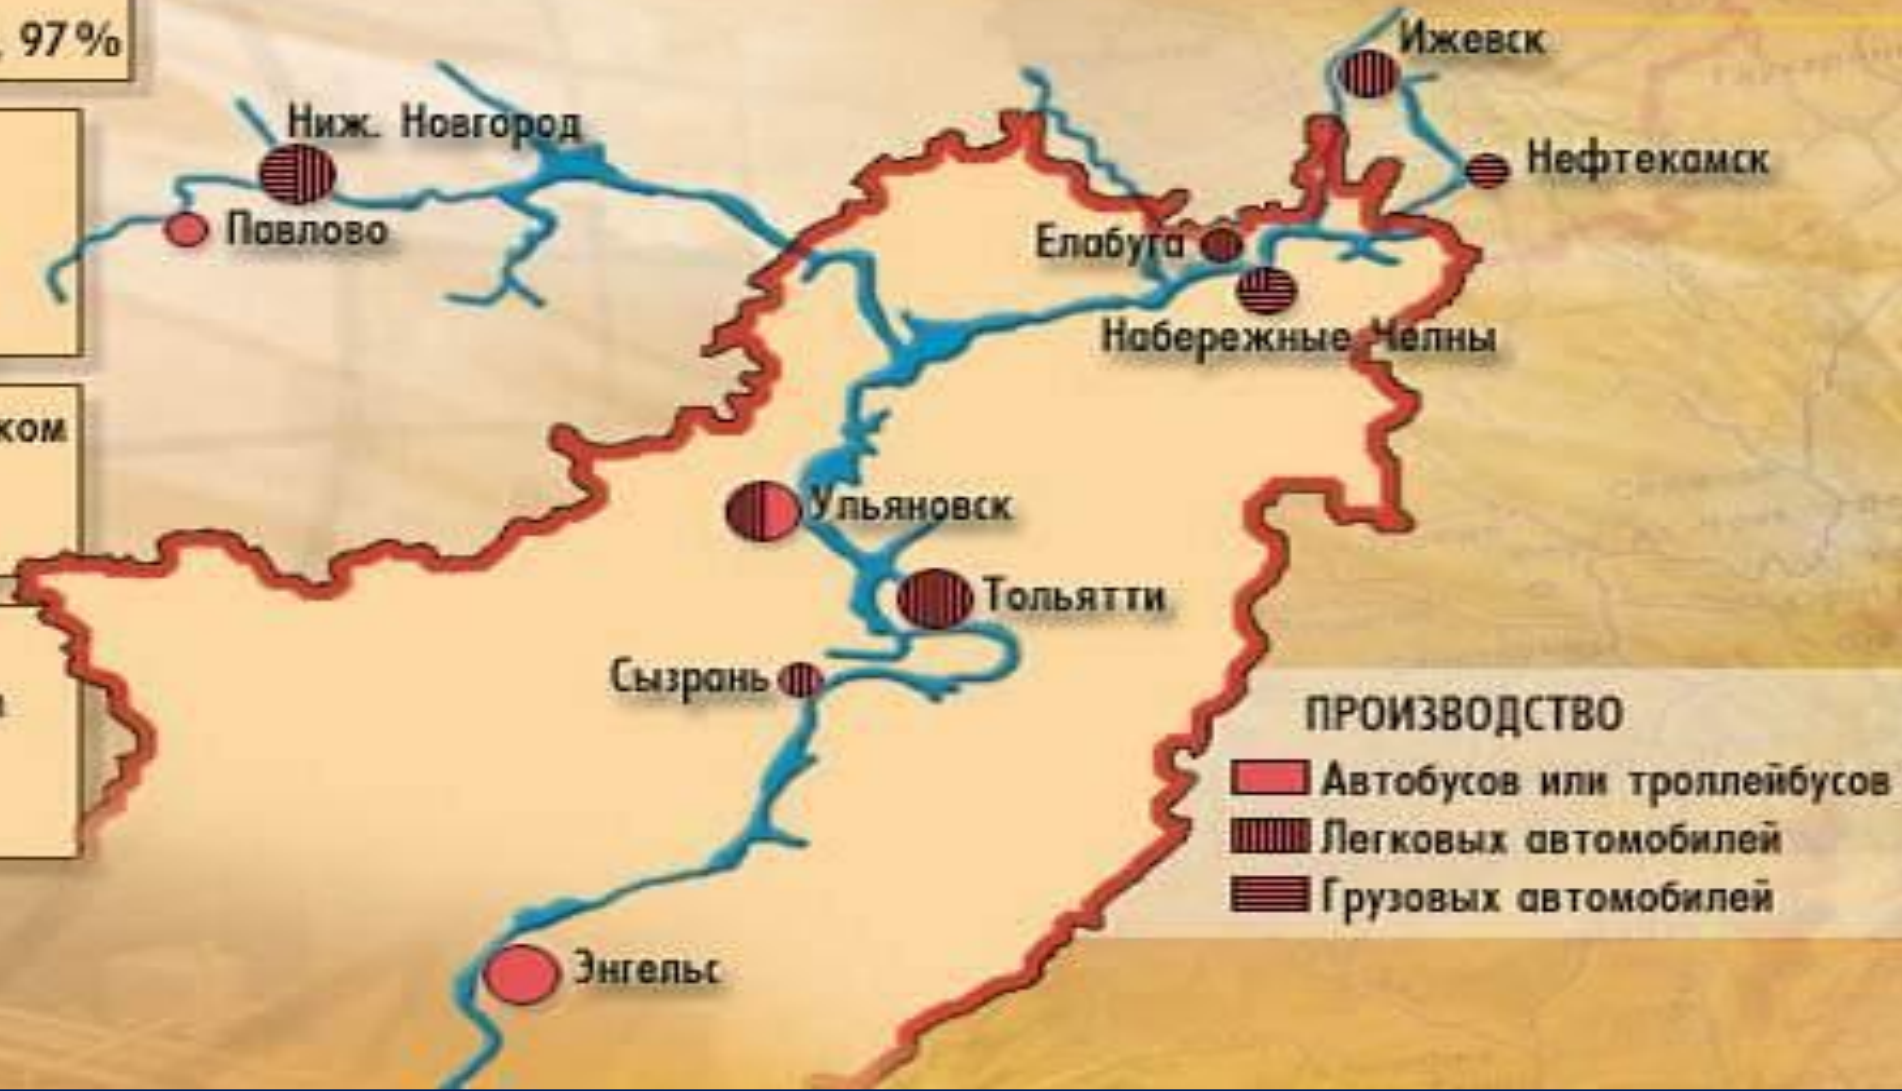 97%
ком
Ижевск
Ниж. Новгород
Нефтекамск
Павлово
Елабуга
Набережные Челны
Ульяновск
Тольятти
Сызрань
ПРОИЗВОДСТВО
Автобусов или троллейбусов
Легковых автомобилей
Грузовых автомобилей
Энгельс